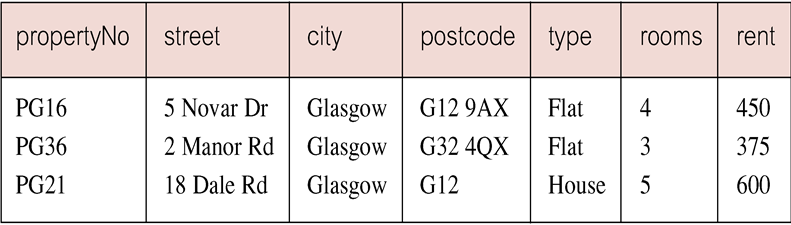 propertyNo street city postcode type rooms rent
PG16 5 Novar Dr Glasgow G12 9AX Flat 4 450
PG36 2 Manor Rd Glasgow G32 4QX Flat 3 375
PG21 18 Dale Rd Glasgow G12 House 5 600